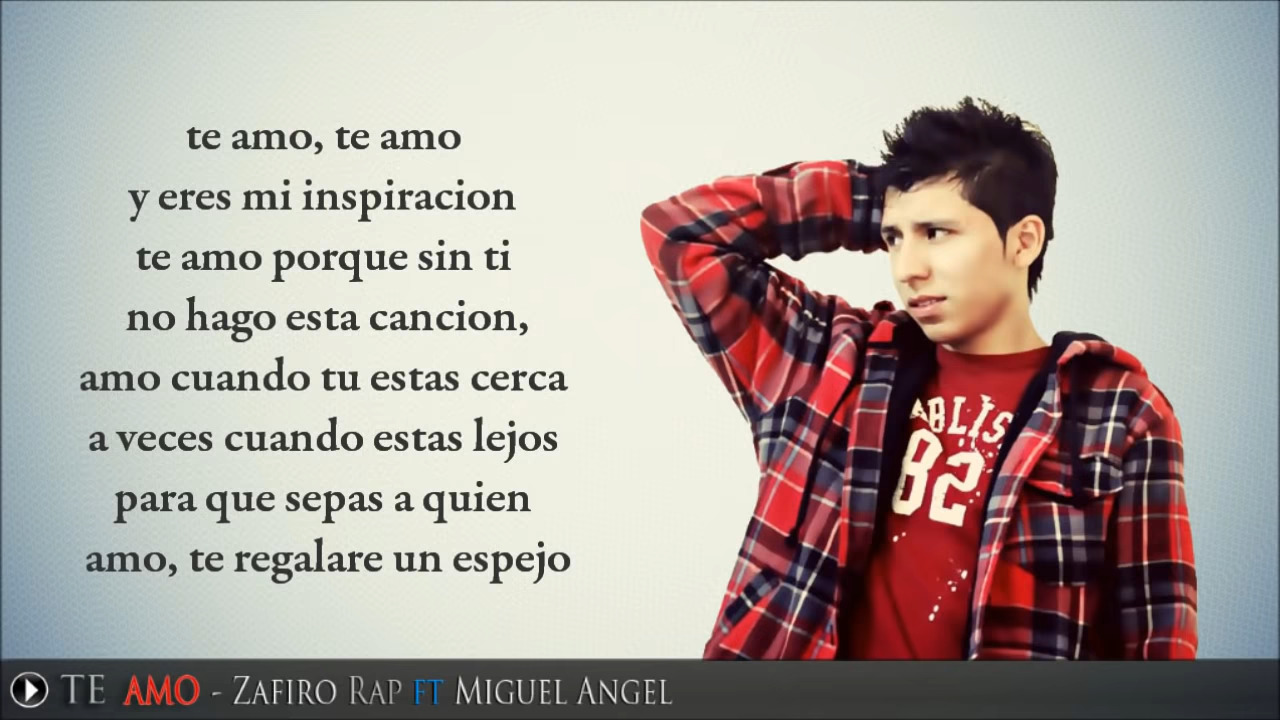 te amo, te amo
y eres mi inspiracion
te amo porque sin ti
no hago esta cancion,
amo cuando tu estas cerca
a veces cuando estas lejos
para que sepas a quien
amo, te regalare un espejo
ABLIS
82
TE AMO - ZAFIRO RAP FT MIGUEL ANGEL